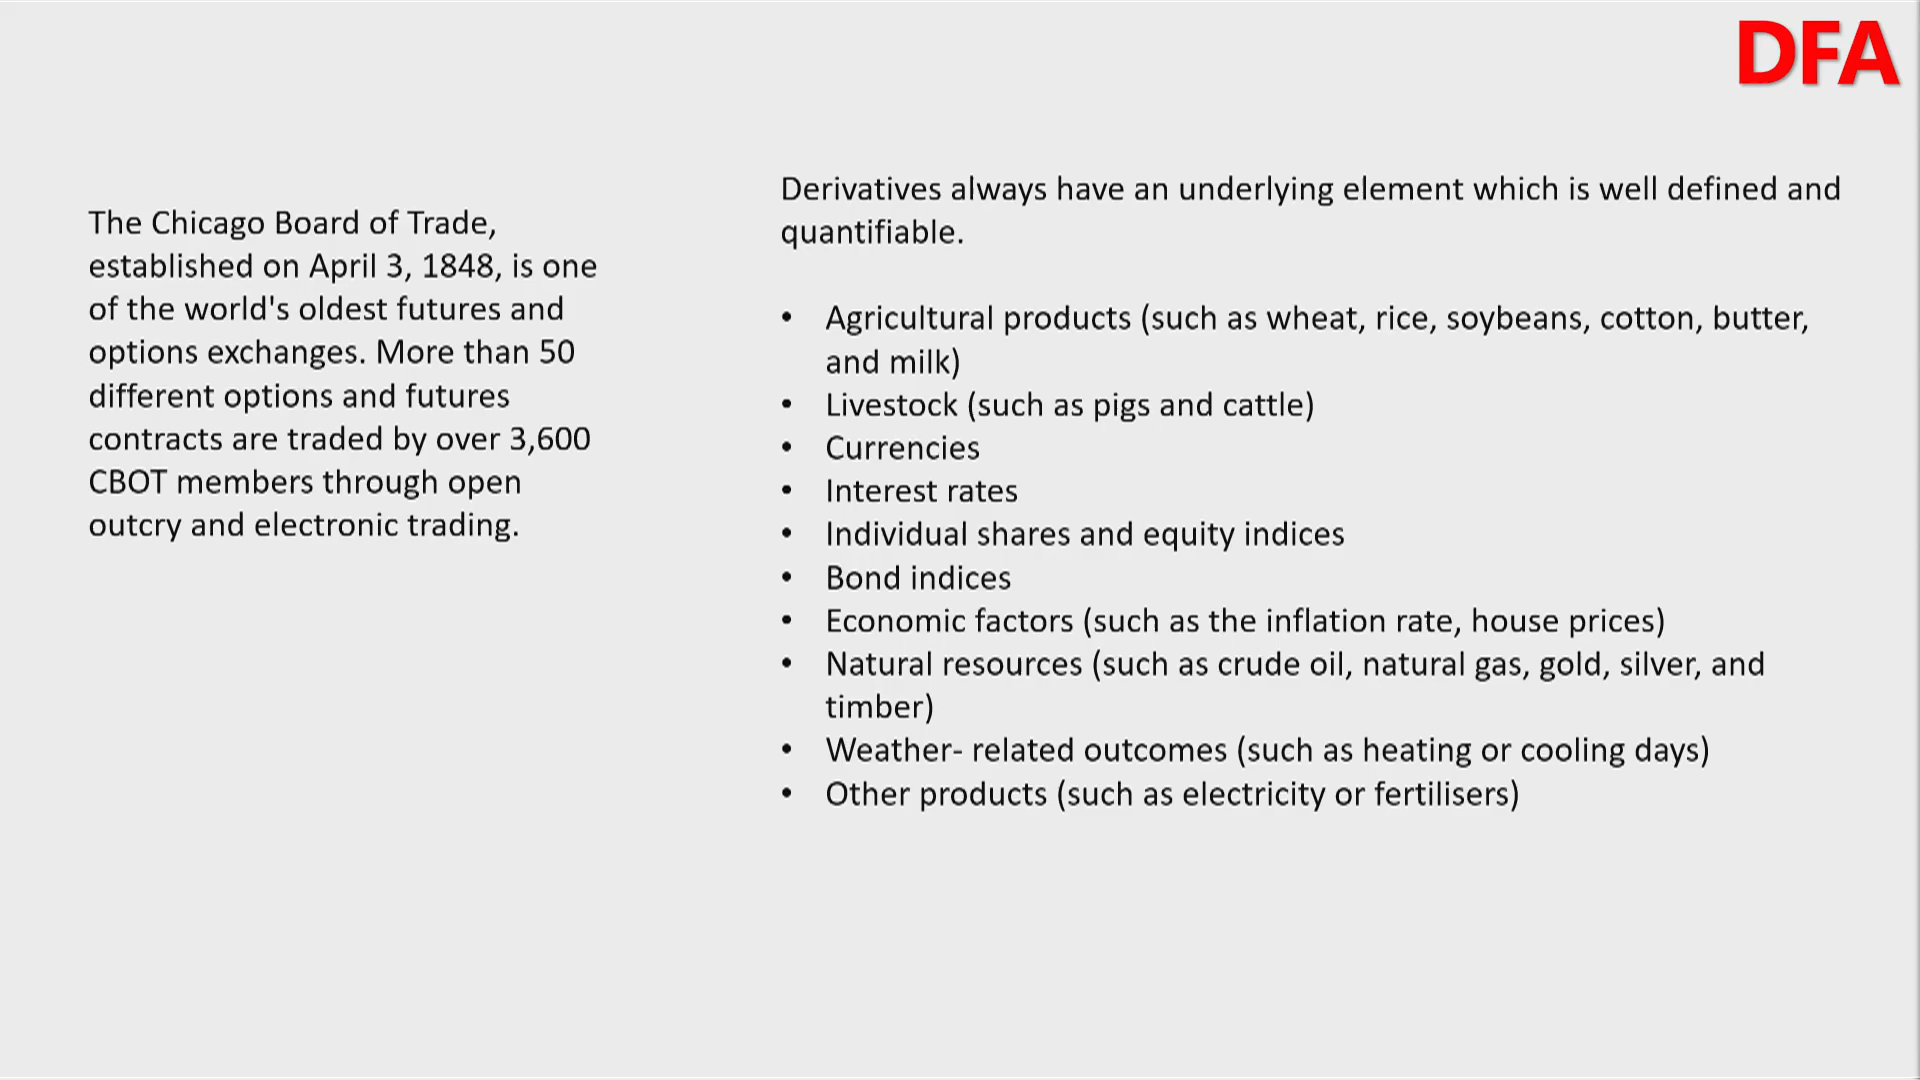 DFA
The Chicago Board of Trade,
established on April 3, 1848, is one
of the world's oldest futures and
options exchanges. More than 50
different options and futures
contracts are traded by over 3,600
CBOT members through open
outcry and electronic trading.
Derivatives always have an underlying element which is well defined and
quantifiable.
• Agricultural products (such as wheat, rice, soybeans, cotton, butter,
and milk)
• Livestock (such as pigs and cattle)
• Currencies
• Interest rates
• Individual shares and equity indices
• Bond indices
• Economic factors (such as the inflation rate, house prices)
• Natural resources (such as crude oil, natural gas, gold, silver, and
timber)
• Weather- related outcomes (such as heating or cooling days)
• Other products (such as electricity or fertilisers)